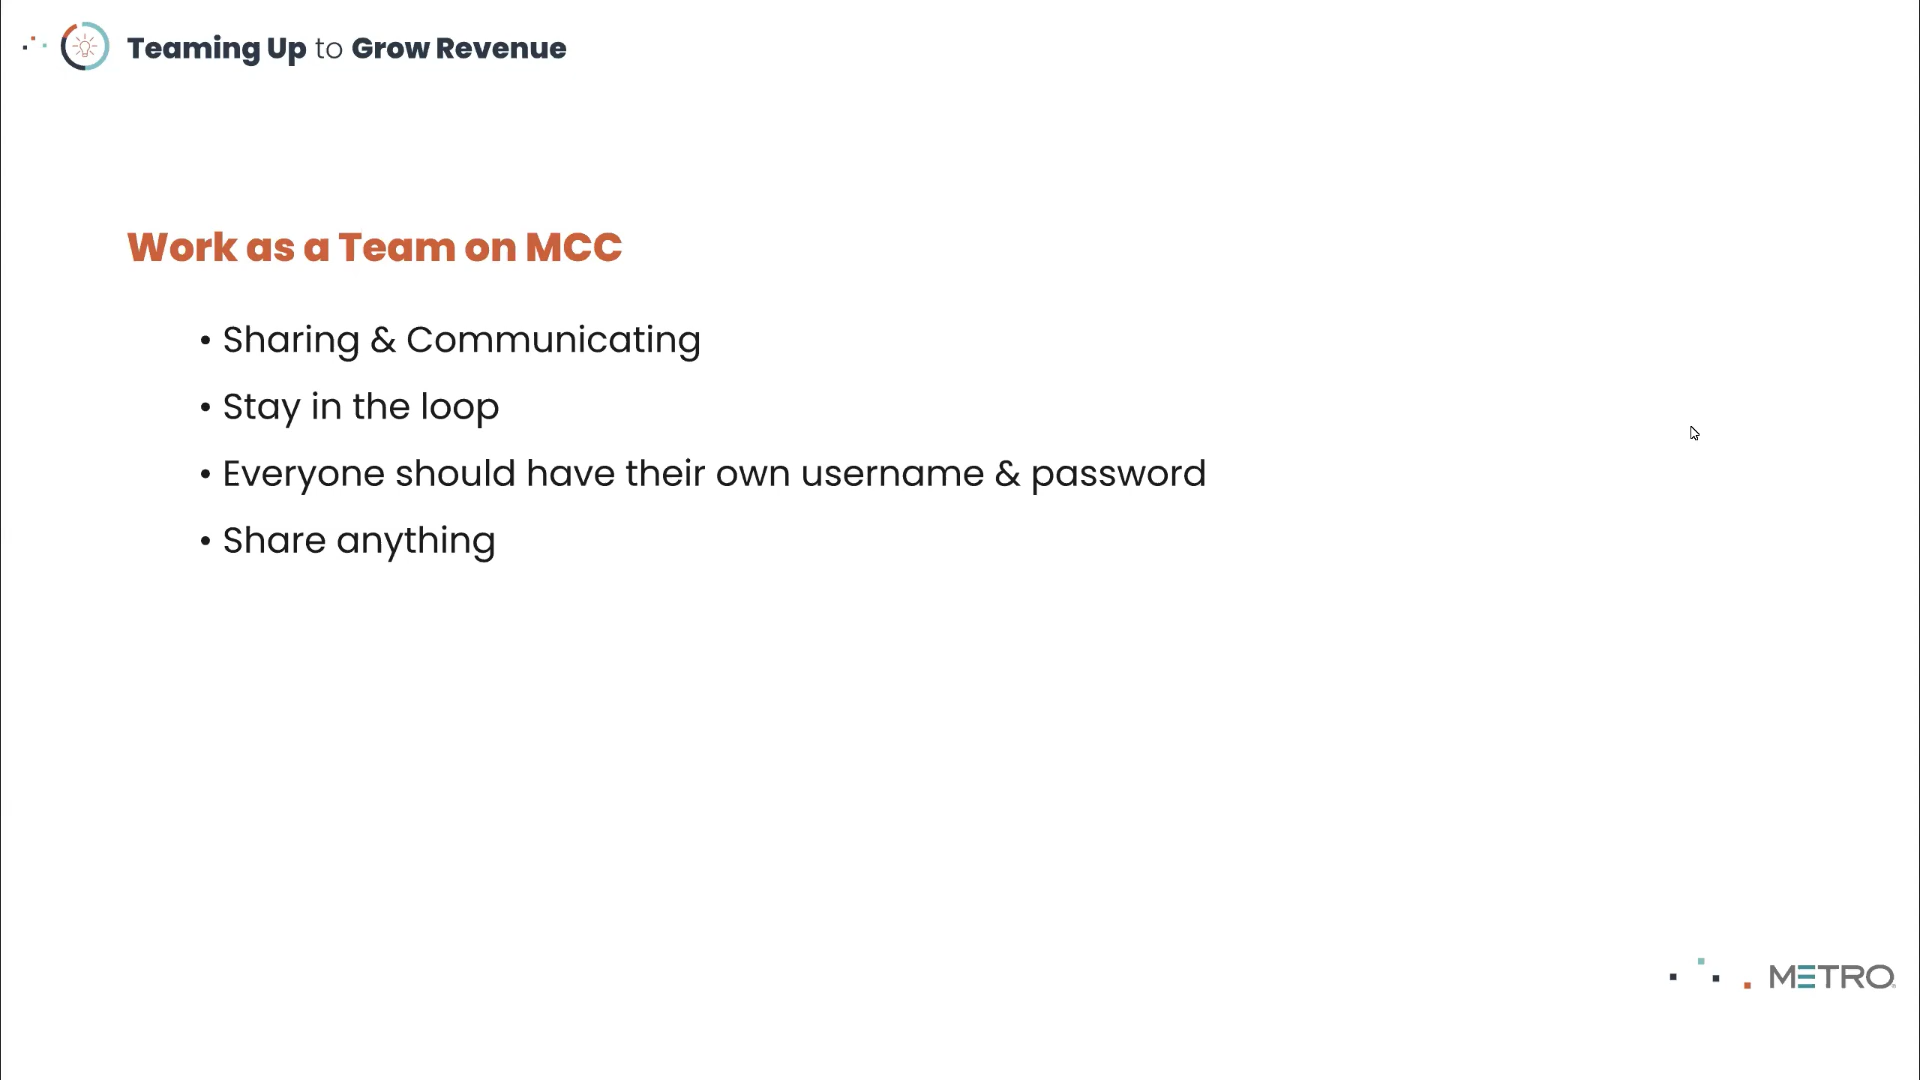 Teaming Up to Grow Revenue
Work as a Team on MCC
• Sharing & Communicating
• Stay in the loop
• Everyone should have their own username & password
• Share anything
METRO